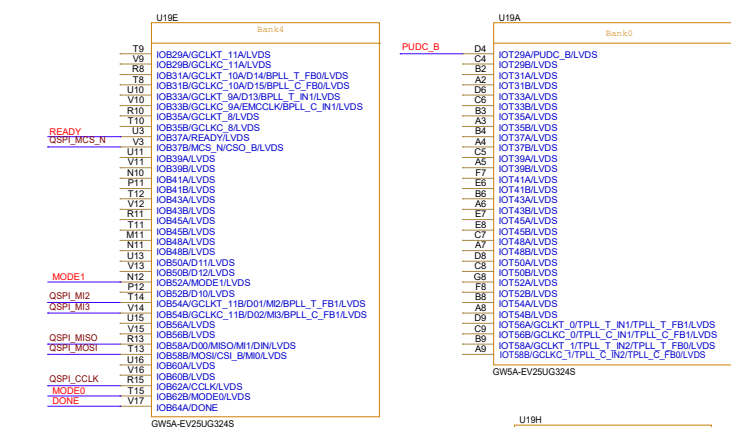 U19E
Bank4
T9 IOB29A/GCLKT_11A/LVDS
V9 IOB29B/GCLKC_11A/LVDS
R8 IOB31A/GCLKT_10A/D14/BPLL_T_FB0/LVDS
T8 IOB31B/GCLKC_10A/D15/BPLL_C_FB0/LVDS
U10 IOB33A/GCLKT_9A/D13/BPLL_T_IN1/LVDS
V10 IOB33B/GCLKC_9A/EMCCLK/BPLL_C_IN1/LVDS
R10 IOB35A/GCLKT_8/LVDS
T10 IOB35B/GCLKC_8/LVDS
READY U3 IOB37A/READY/LVDS
QSPI_MCS_N V3 IOB37B/MCS_N/CSO_B/LVDS
U11 IOB39A/LVDS
V11 IOB39B/LVDS
N10 IOB41A/LVDS
P11 IOB41B/LVDS
T12 IOB43A/LVDS
V12 IOB43B/LVDS
R11 IOB45A/LVDS
T11 IOB45B/LVDS
M11 IOB48A/LVDS
N11 IOB48B/LVDS
U13 IOB50A/D11/LVDS
V13 IOB50B/D12/LVDS
MODE1 N12 IOB52A/MODE1/LVDS
P12 IOB52B/D10/LVDS
QSPI_MI2 T14 IOB54A/GCLKT_11B/D01/MI2/BPLL_T_FB1/LVDS
QSPI_MI3 V14 IOB54B/GCLKC_11B/D02/MI3/BPLL_C_FB1/LVDS
U15 IOB56A/LVDS
V15 IOB56B/LVDS
QSPI_MISO R13 IOB58A/D00/MISO/MI1/DIN/LVDS
QSPI_MOSI T13 IOB58B/MOSI/CSI_B/MI0/LVDS
U16 IOB60A/LVDS
V16 IOB60B/LVDS
QSPI_CCLK R15 IOB62A/CCLK/LVDS
MODE0 T15 IOB62B/MODE0/LVDS
DONE V17 IOB64A/DONE
GW5A-EV25UG324S
U19A
Bank0
PUDC_B D4 IOT29A/PUDC_B/LVDS
C4 IOT29B/LVDS
B2 IOT31A/LVDS
A2 IOT31B/LVDS
D6 IOT33A/LVDS
C6 IOT33B/LVDS
B3 IOT35A/LVDS
A3 IOT35B/LVDS
B4 IOT37A/LVDS
A4 IOT37B/LVDS
C5 IOT39A/LVDS
A5 IOT39B/LVDS
F7 IOT41A/LVDS
E6 IOT41B/LVDS
B6 IOT43A/LVDS
A6 IOT43B/LVDS
E7 IOT45A/LVDS
E8 IOT45B/LVDS
C7 IOT48A/LVDS
A7 IOT48B/LVDS
D8 IOT50A/LVDS
C8 IOT50B/LVDS
G8 IOT52A/LVDS
F8 IOT52B/LVDS
B8 IOT54A/LVDS
A8 IOT54B/LVDS
D9 IOT56A/GCLKT_0/TPLL_T_IN1/TPLL_T_FB1/LVDS
C9 IOT56B/GCLKC_0/TPLL_C_IN1/TPLL_C_FB1/LVDS
B9 IOT58A/GCLKT_1/TPLL_T_IN2/TPLL_T_FB0/LVDS
A9 IOT58B/GCLKC_1/TPLL_C_IN2/TPLL_C_FB0/LVDS
GW5A-EV25UG324S
U19H